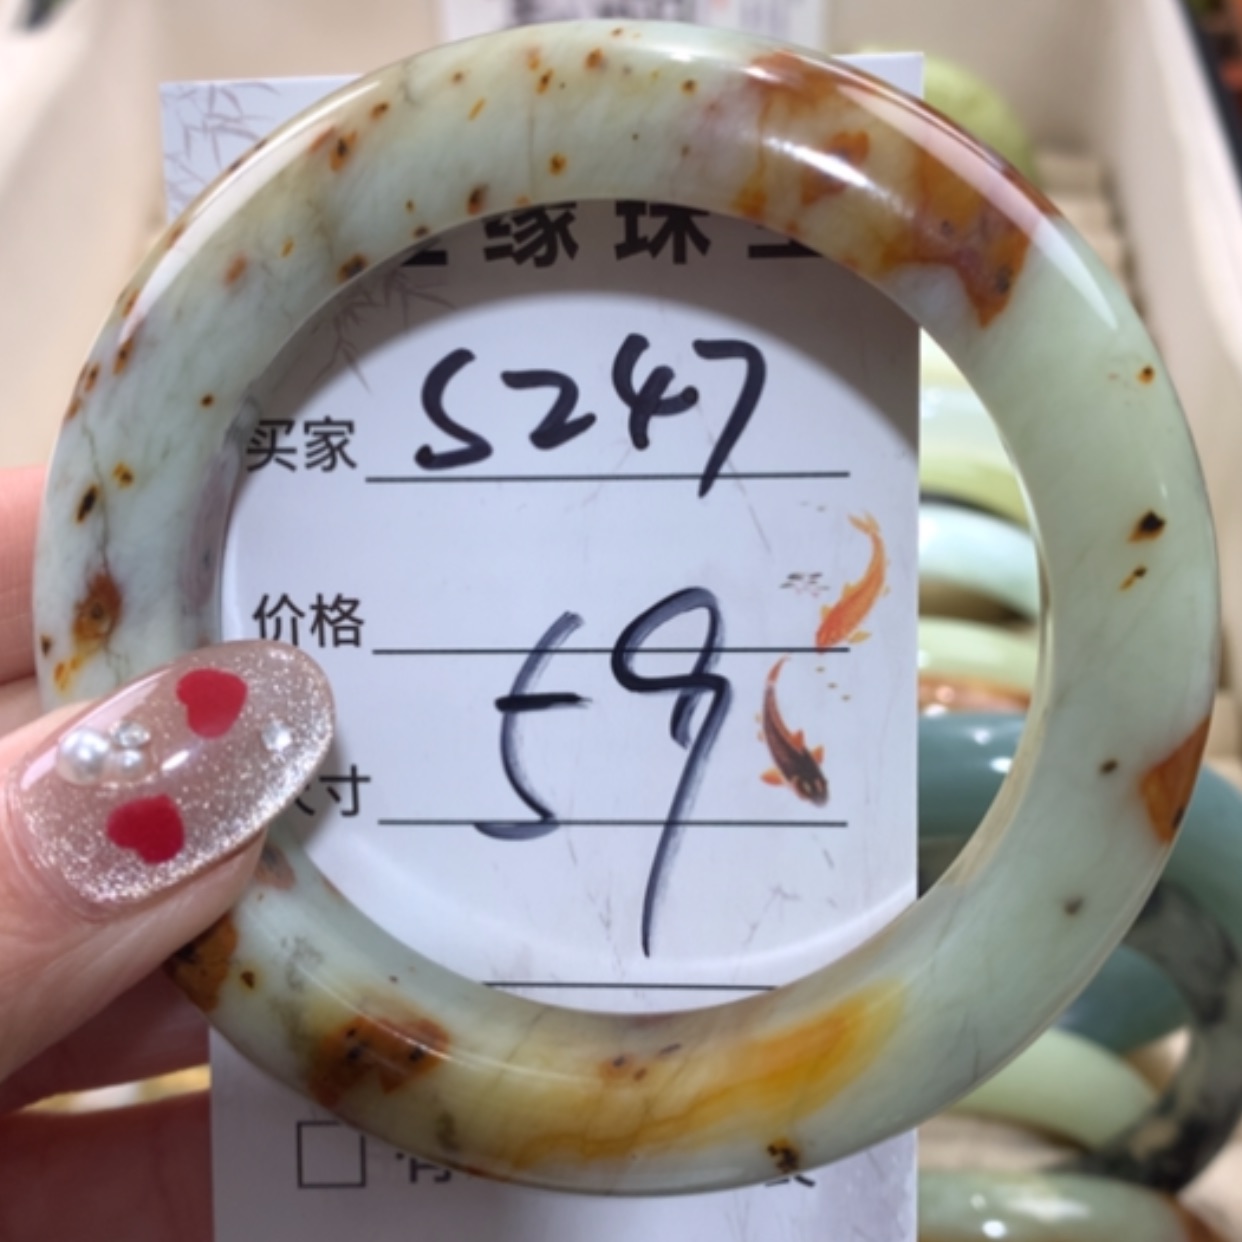 缘珠
买家 S247
价格
寸 59